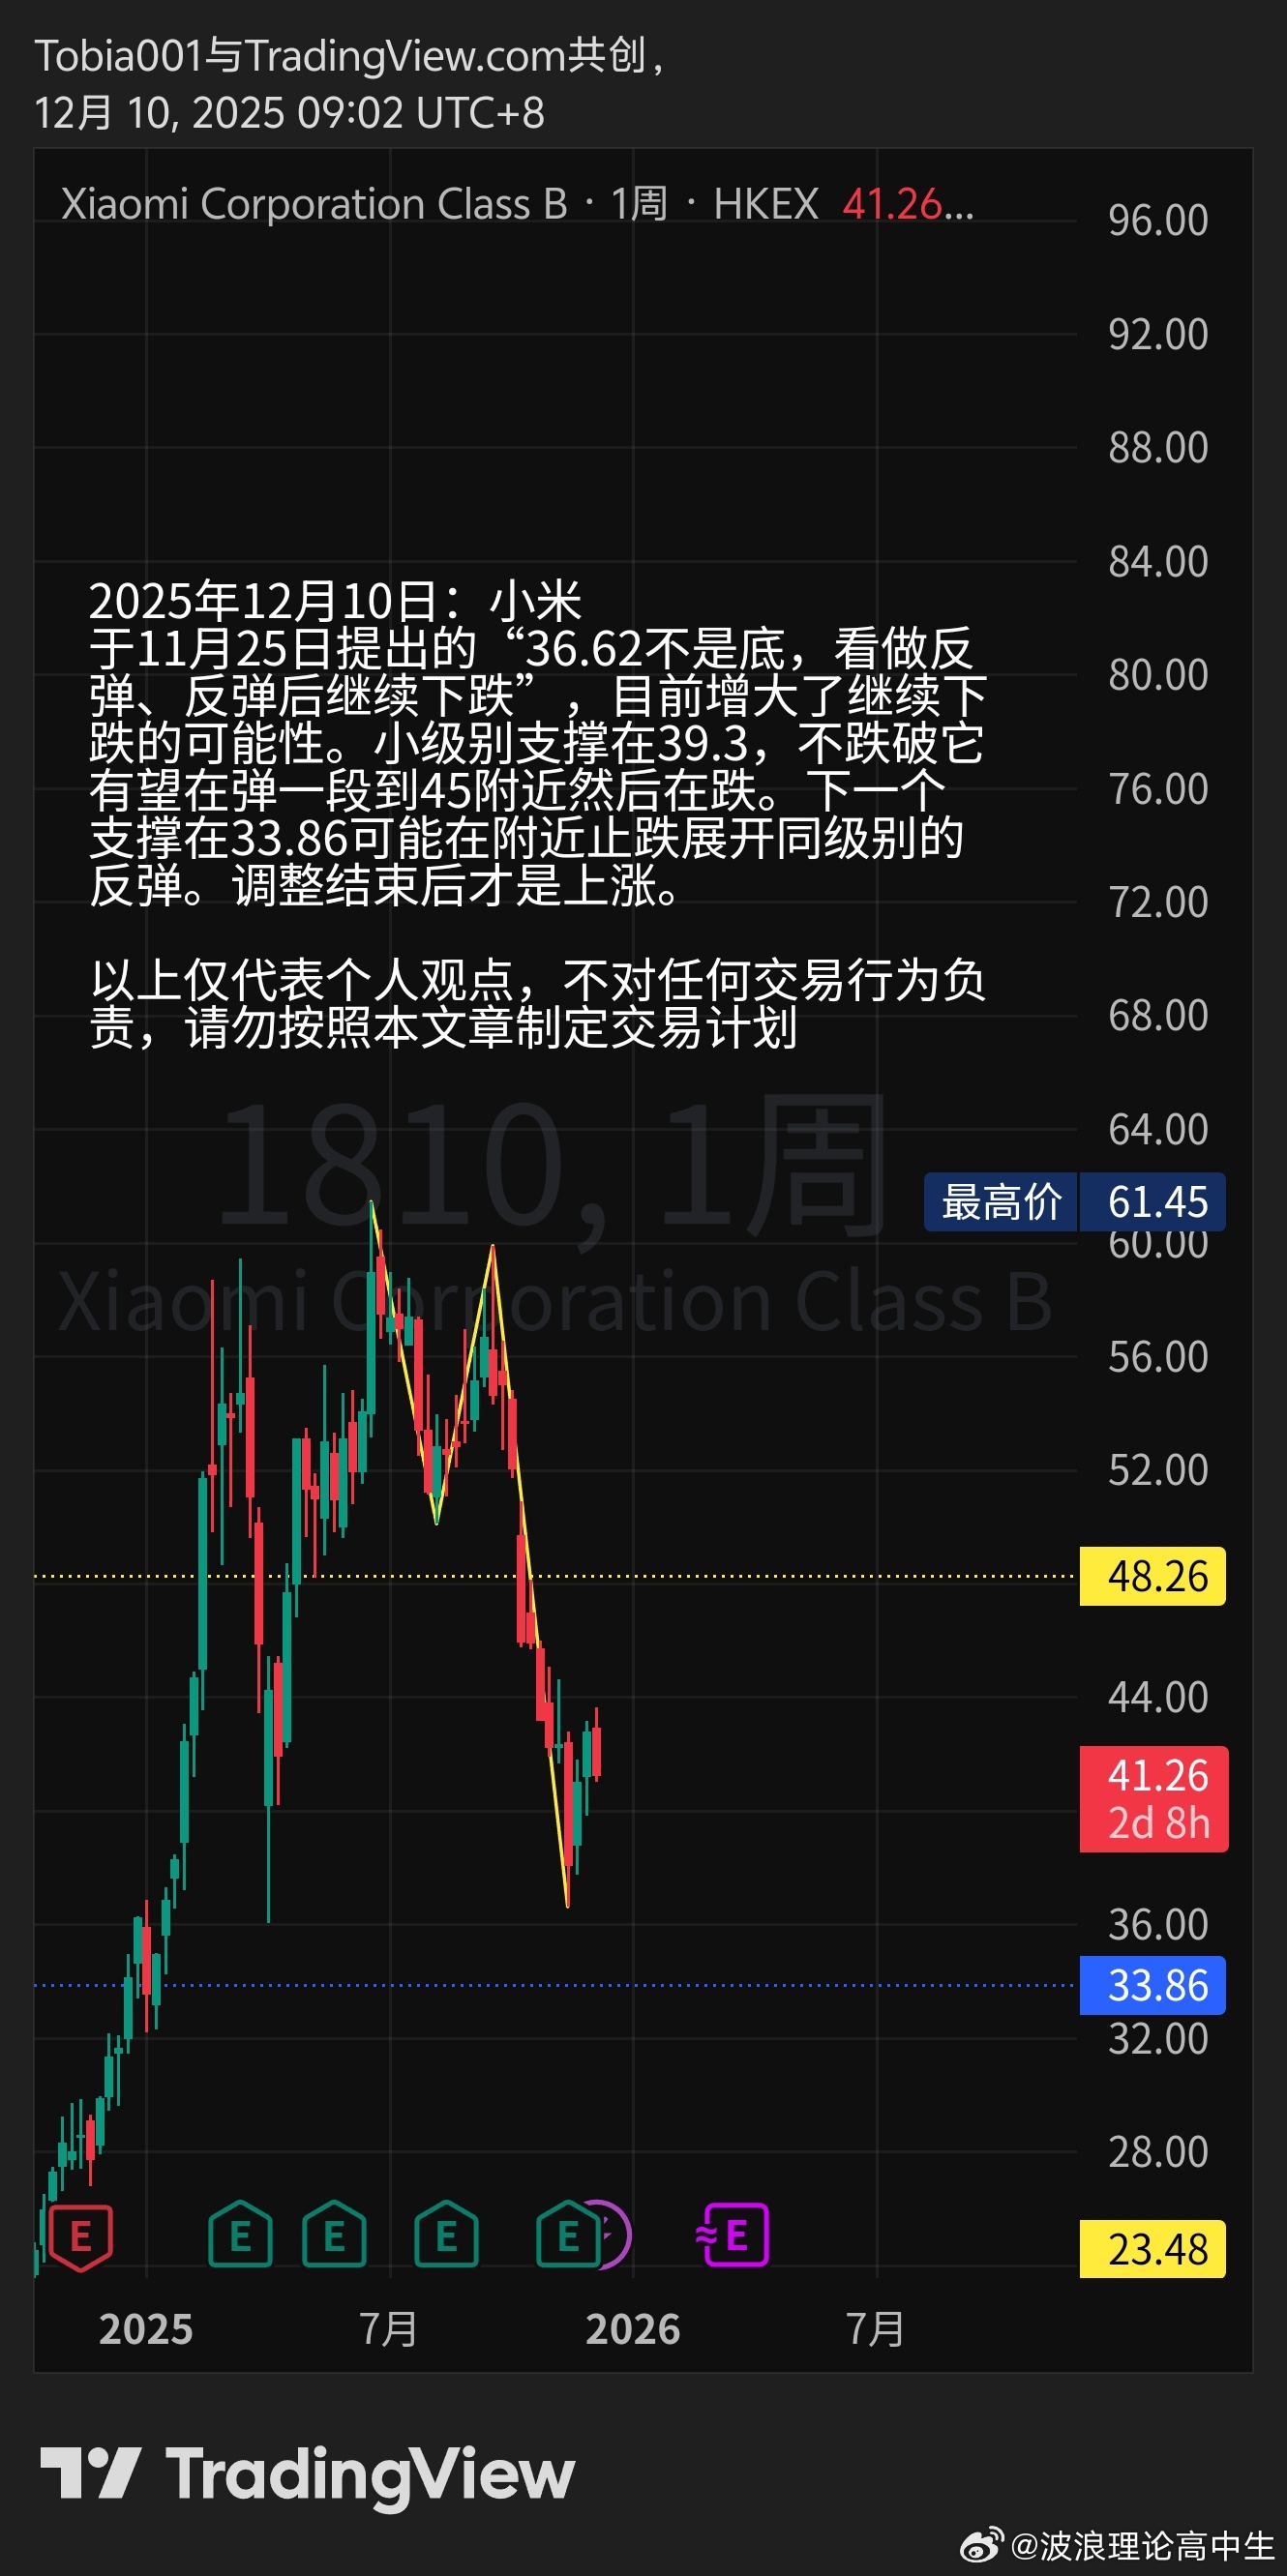 Tobia001与TradingView.com共创，
12月 10, 2025 09:02 UTC+8
Xiaomi Corporation Class B · 1周 · HKEX 41.26...
96.00
92.00
88.00
84.00
2025年12月10日：小米
于11月25日提出的“36.62不是底，看做反
弹、反弹后继续下跌”，目前增大了继续下
跌的可能性。小级别支撑在39.3，不跌破它
有望在弹一段到45附近然后在跌。下一个
支撑在33.86可能在附近止跌展开同级别的
反弹。调整结束后才是上涨。
以上仅代表个人观点，不对任何交易行为负
责，请勿按照本文章制定交易计划
80.00
76.00
72.00
68.00
1810, 1周
Xiaomi Corporation Class B
64.00
最高价 61.45
60.00
56.00
52.00
48.26
44.00
41.26
2d 8h
36.00
33.86
32.00
28.00
23.48
E E E E E ≈E
2025 7月 2026 7月
TradingView
@波浪理论高中生